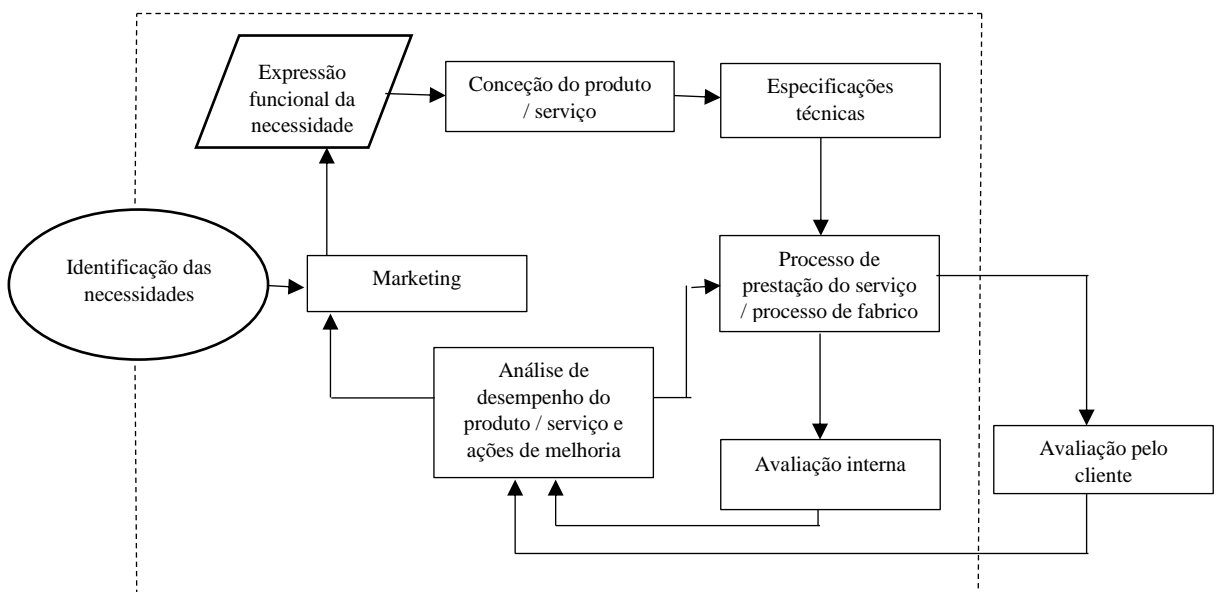 Expressão
funcional da
necessidade
Conceção do produto
/ serviço
Especificações
técnicas
Identificação das
necessidades
Marketing
Processo de
prestação do serviço
/ processo de fabrico
Análise de
desempenho do
produto / serviço e
ações de melhoria
Avaliação interna
Avaliação pelo
cliente